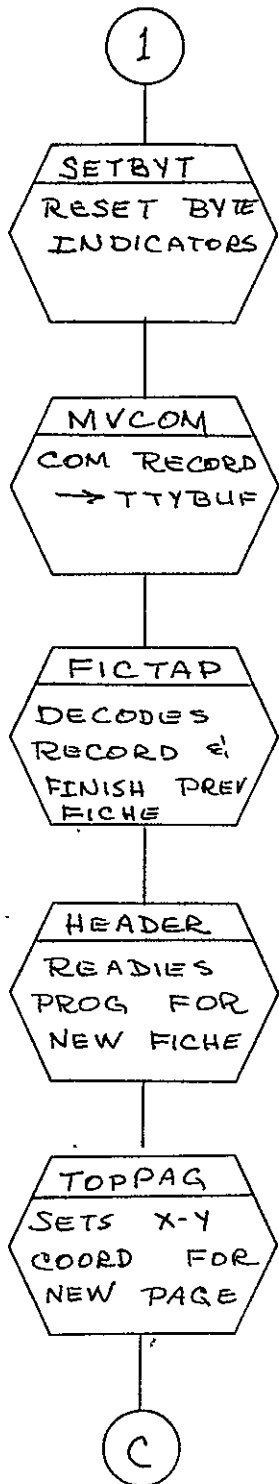 1
SETBYT
RESET BYTE
INDICATORS
MVCOM
COM RECORD
→ TTYBUF
FICTAP
DECODES
RECORD &
FINISH PREV
FICHE
HEADER
READIES
PROG FOR
NEW FICHE
TOPPAG
SETS X-Y
COORD FOR
NEW PAGE
C